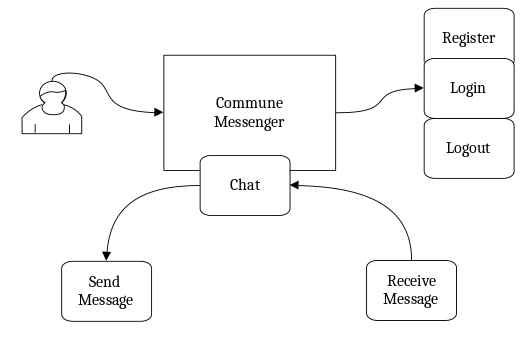 Register
Commune
Messenger
Login
Logout
Chat
Send
Message
Receive
Message